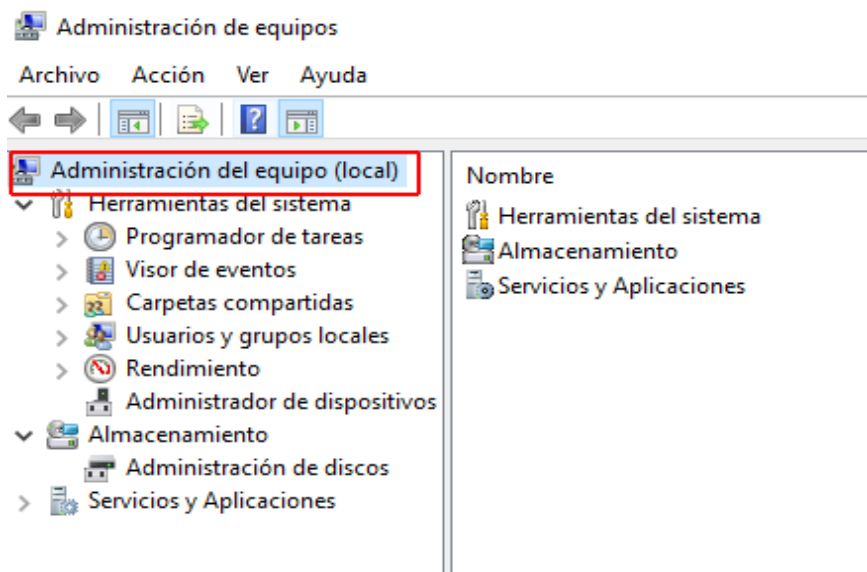 Administración de equipos
Archivo Acción Ver Ayuda
Administración del equipo (local)
Herramientas del sistema
Programador de tareas
Visor de eventos
Carpetas compartidas
Usuarios y grupos locales
Rendimiento
Administrador de dispositivos
Almacenamiento
Administración de discos
Servicios y Aplicaciones
Nombre
Herramientas del sistema
Almacenamiento
Servicios y Aplicaciones